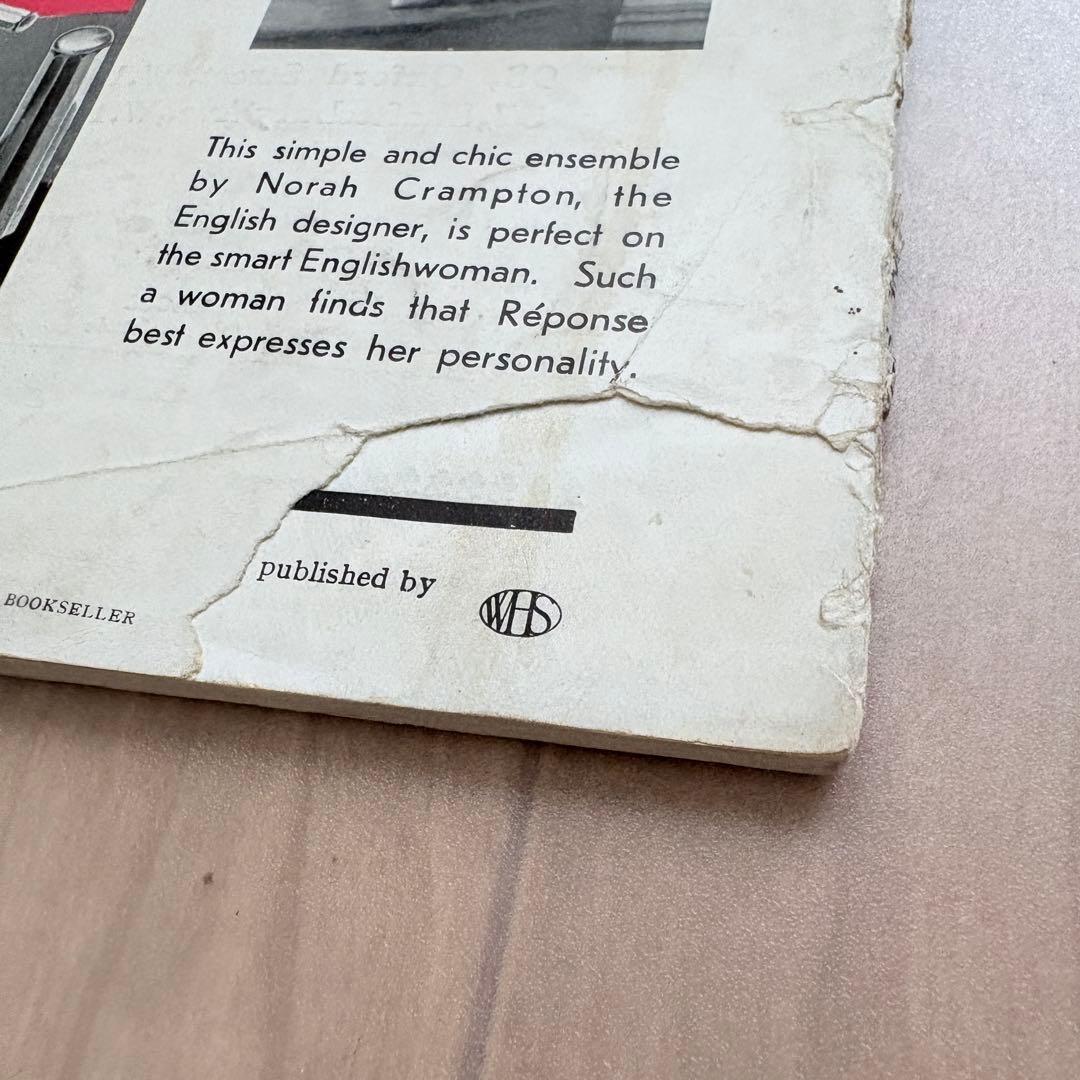 This simple and chic ensemble
by Norah Crampton, the
English designer, is perfect on
the smart Englishwoman. Such
a woman finds that Réponse
best expresses her personality.
published by WHS
BOOKSELLER